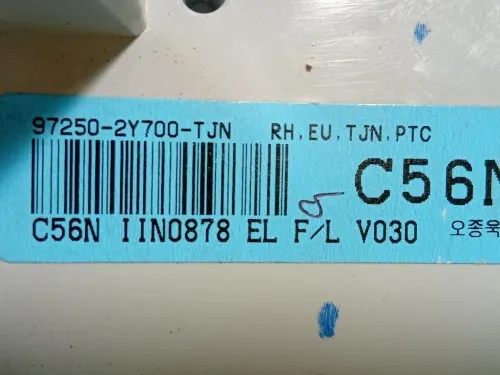 97250-2Y700-TJN RH,EU,TJN,PTC
C56N
C56N IIN0878 EL F/L V030 오종욱